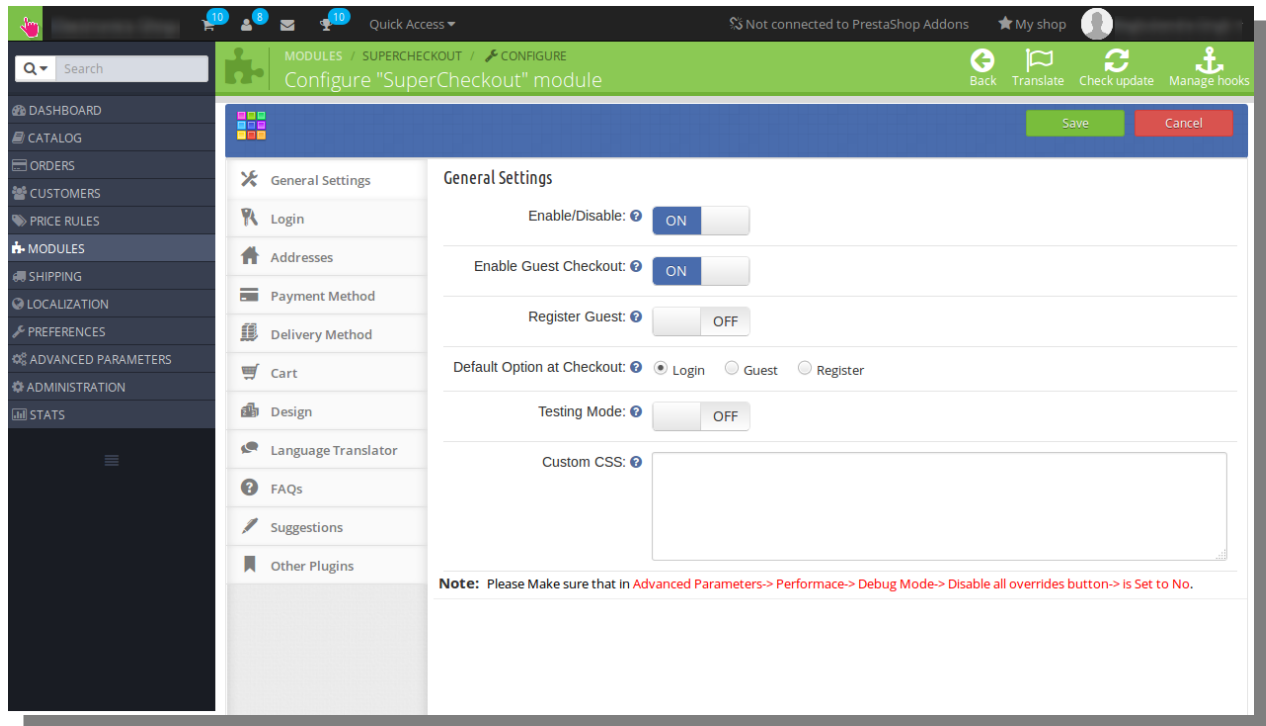 10 8 10 Quick Access Not connected to PrestaShop Addons My shop
Search
MODULES / SUPERCHECKOUT / CONFIGURE
Configure "SuperCheckout" module
Back Translate Check update Manage hooks
DASHBOARD
CATALOG
ORDERS
CUSTOMERS
PRICE RULES
MODULES
SHIPPING
LOCALIZATION
PREFERENCES
ADVANCED PARAMETERS
ADMINISTRATION
STATS
Save Cancel
General Settings
Login
Addresses
Payment Method
Delivery Method
Cart
Design
Language Translator
FAQs
Suggestions
Other Plugins
General Settings
Enable/Disable: ? ON
Enable Guest Checkout: ? ON
Register Guest: ? OFF
Default Option at Checkout: ? Login Guest Register
Testing Mode: ? OFF
Custom CSS: ?
Note: Please Make sure that in Advanced Parameters-> Performace-> Debug Mode-> Disable all overrides button-> is Set to No.